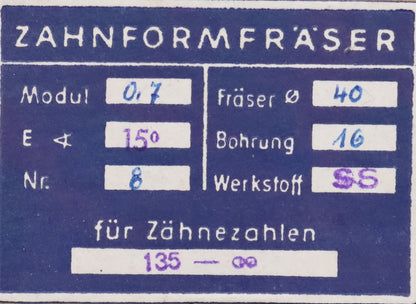 ZAHNFORMFRÄSER
Modul 0.7 Fräser Ø 40
E ∢ 15° Bohrung 16
Nr. 8 Werkstoff SS
für Zähnezahlen
135 — ∞